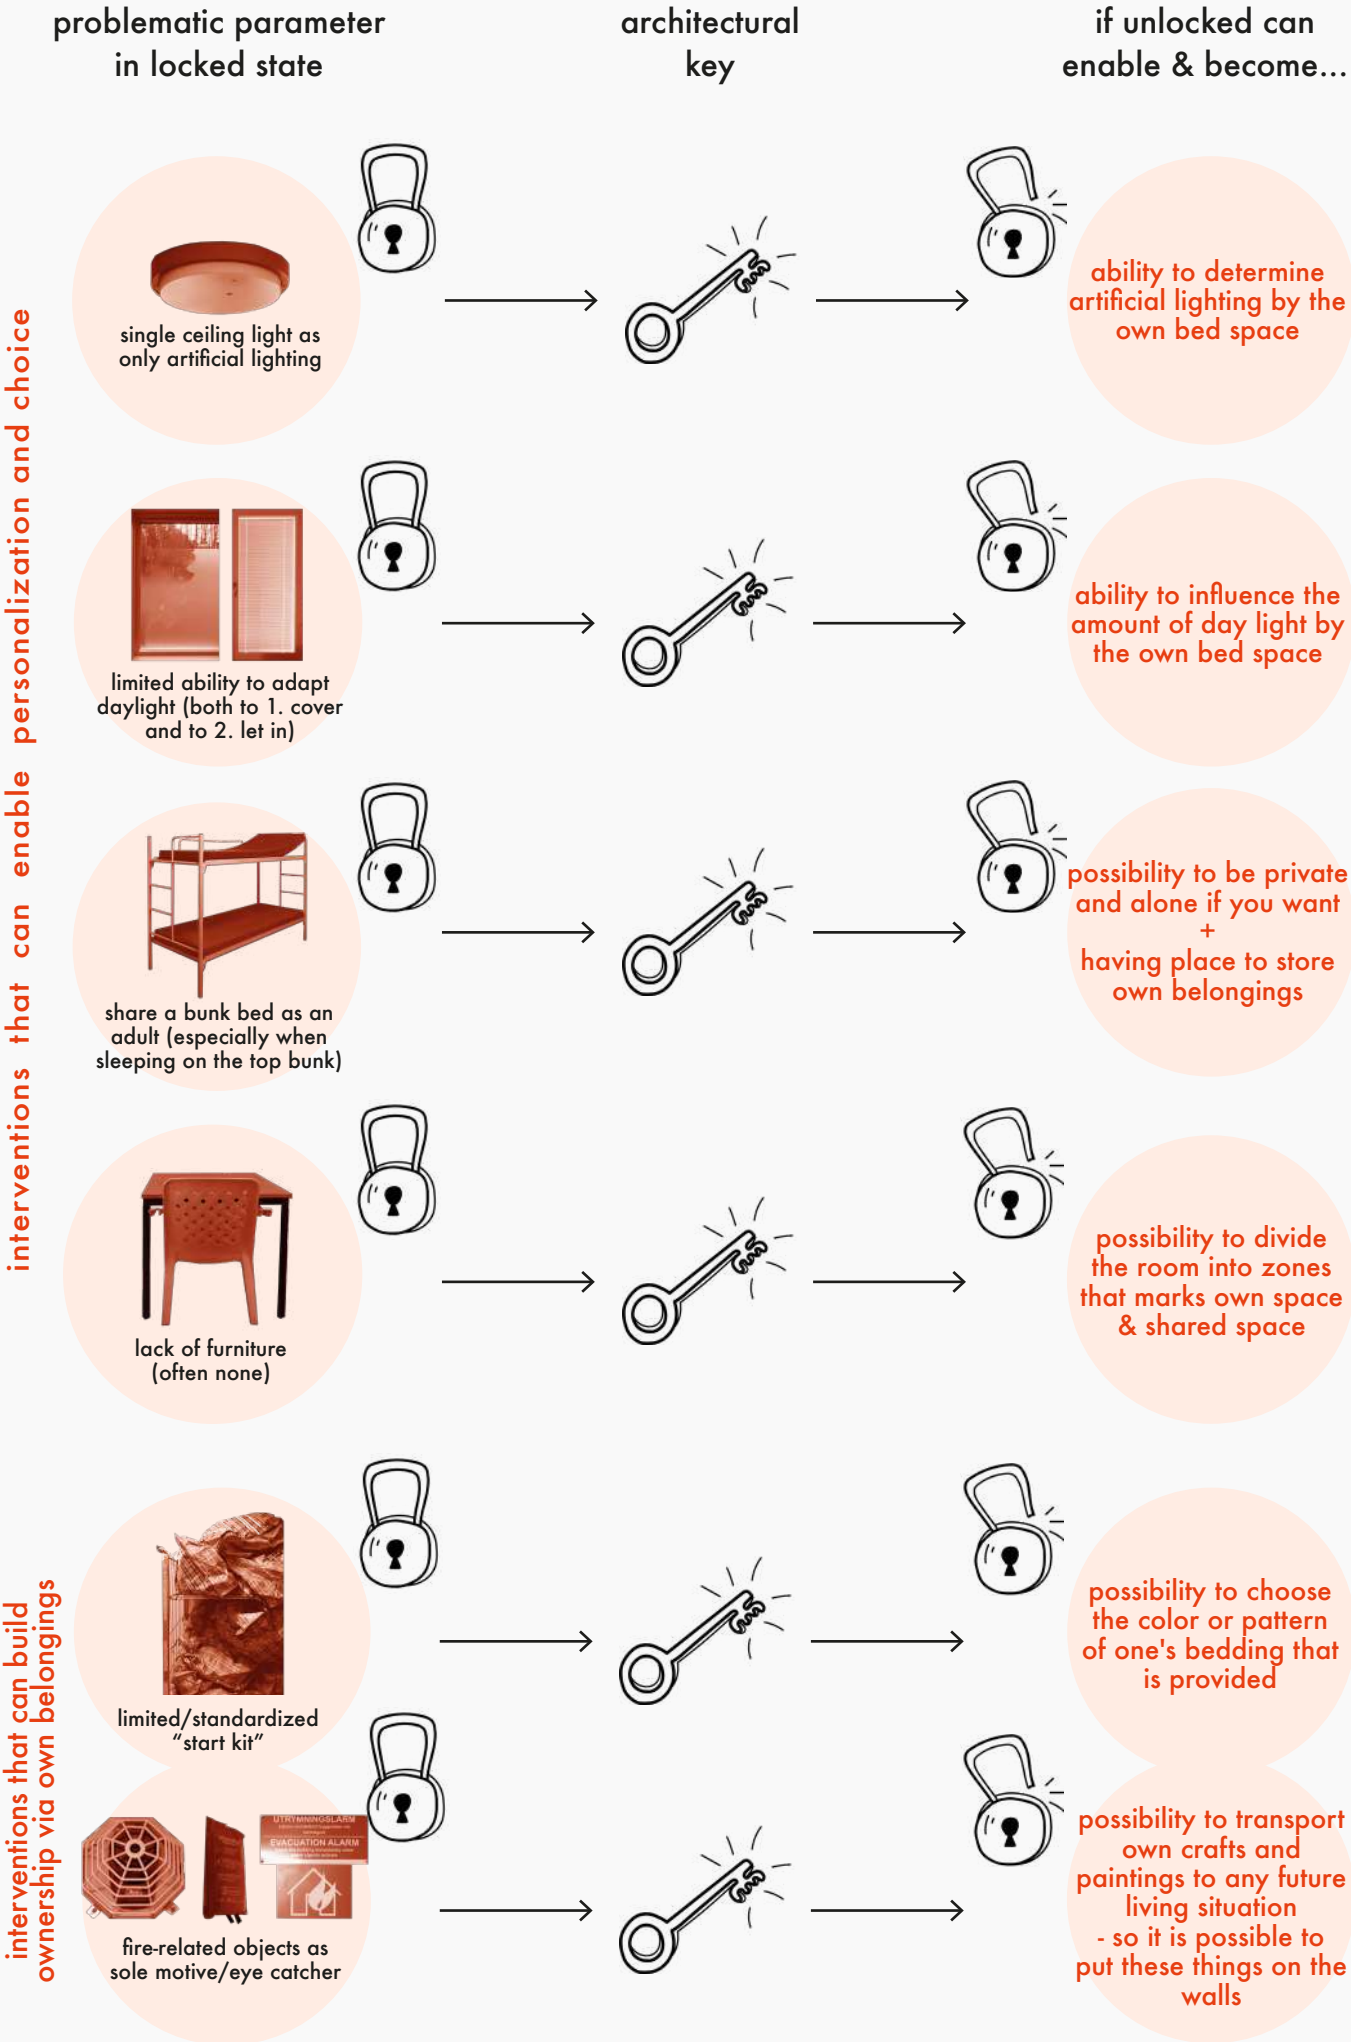 problematic parameter
in locked state
architectural
key
if unlocked can
enable & become...
interventions that can enable personalization and choice
single ceiling light as
only artificial lighting
ability to determine
artificial lighting by the
own bed space
limited ability to adapt
daylight (both to 1. cover
and to 2. let in)
ability to influence the
amount of day light by
the own bed space
share a bunk bed as an
adult (especially when
sleeping on the top bunk)
possibility to be private
and alone if you want
+
having place to store
own belongings
lack of furniture
(often none)
possibility to divide
the room into zones
that marks own space
& shared space
interventions that can build
ownership via own belongings
limited/standardized
“start kit”
possibility to choose
the color or pattern
of one's bedding that
is provided
UTRYMNINGSLARM
EVACUATION ALARM
fire-related objects as
sole motive/eye catcher
possibility to transport
own crafts and
paintings to any future
living situation
- so it is possible to
put these things on the
walls